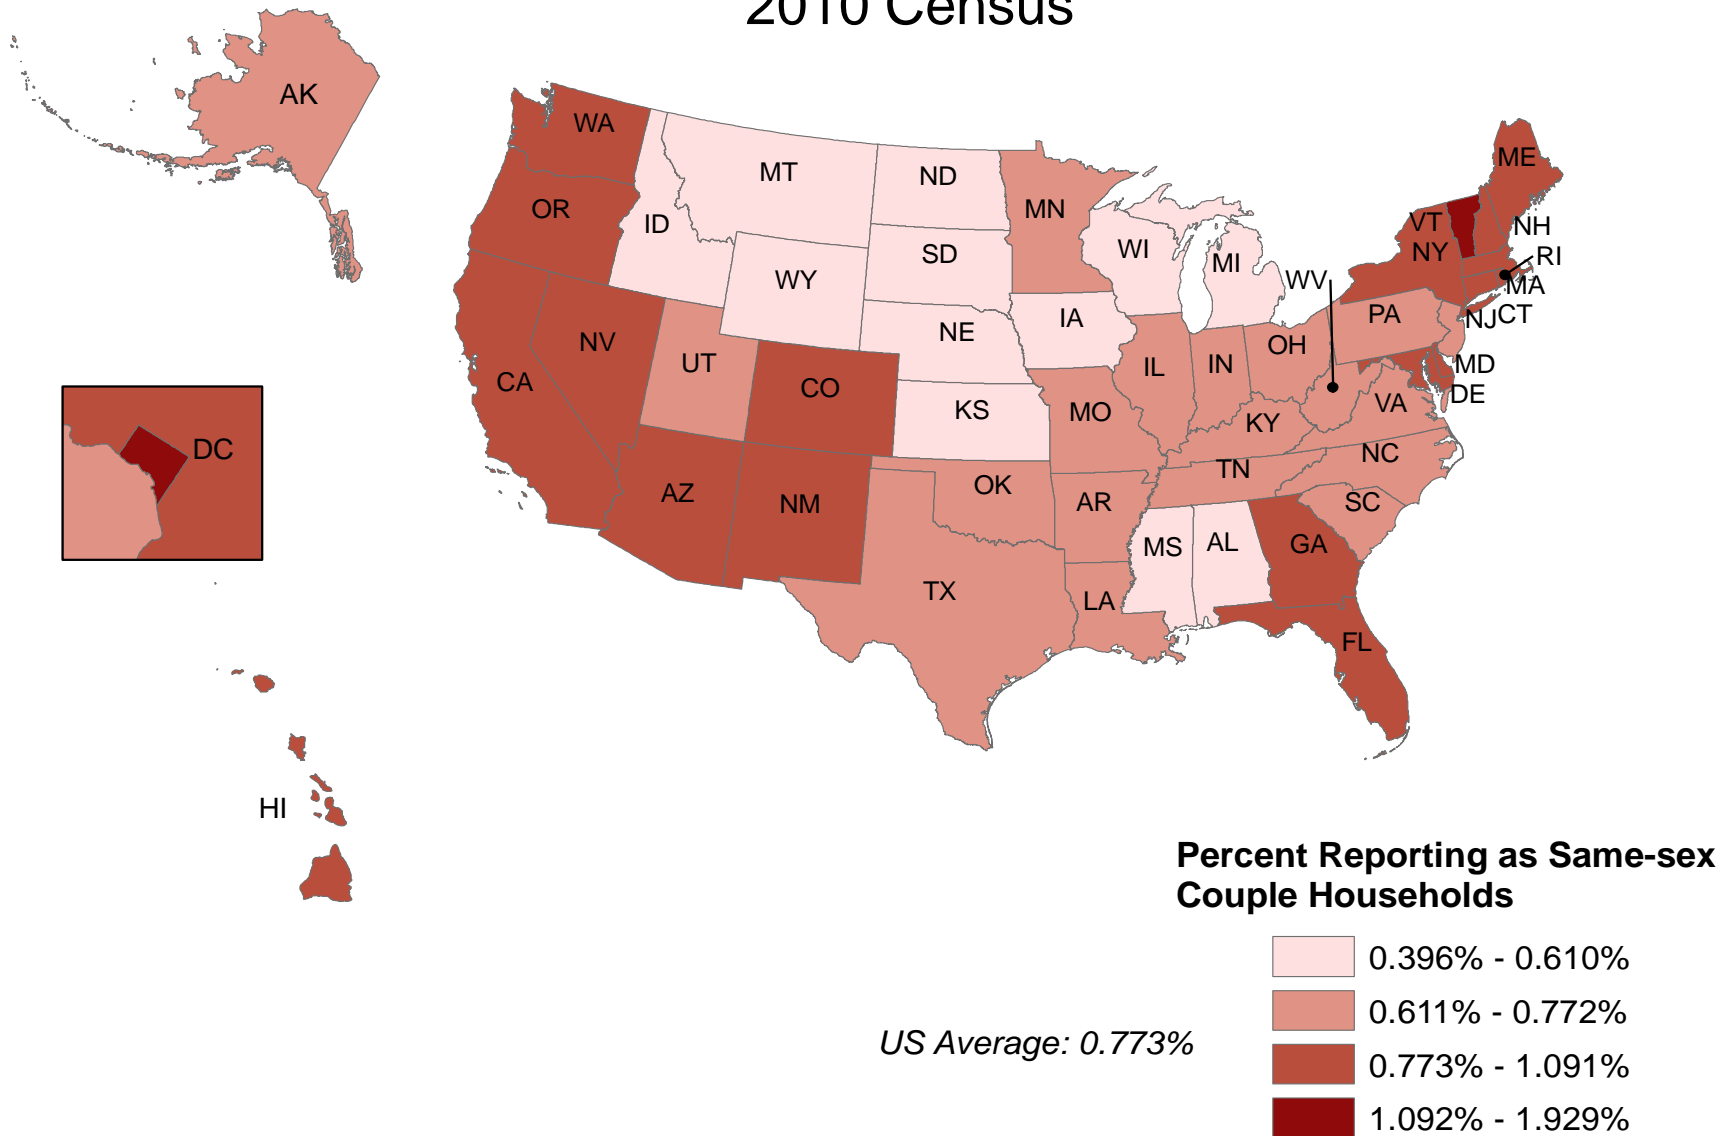 2010 Census
AK
WA
ME
MT
ND
MN
OR
VT
NH
ID
WI
NY
SD
MI
RI
WY
WV
MA
IA
PA
NJ
CT
NE
NV
OH
UT
IL
IN
MD
CA
CO
DE
KS
MO
VA
KY
DC
NC
TN
AZ
OK
NM
AR
SC
MS
AL
GA
TX
LA
FL
HI
Percent Reporting as Same-sex
Couple Households
0.396% - 0.610%
0.611% - 0.772%
US Average: 0.773%
0.773% - 1.091%
1.092% - 1.929%